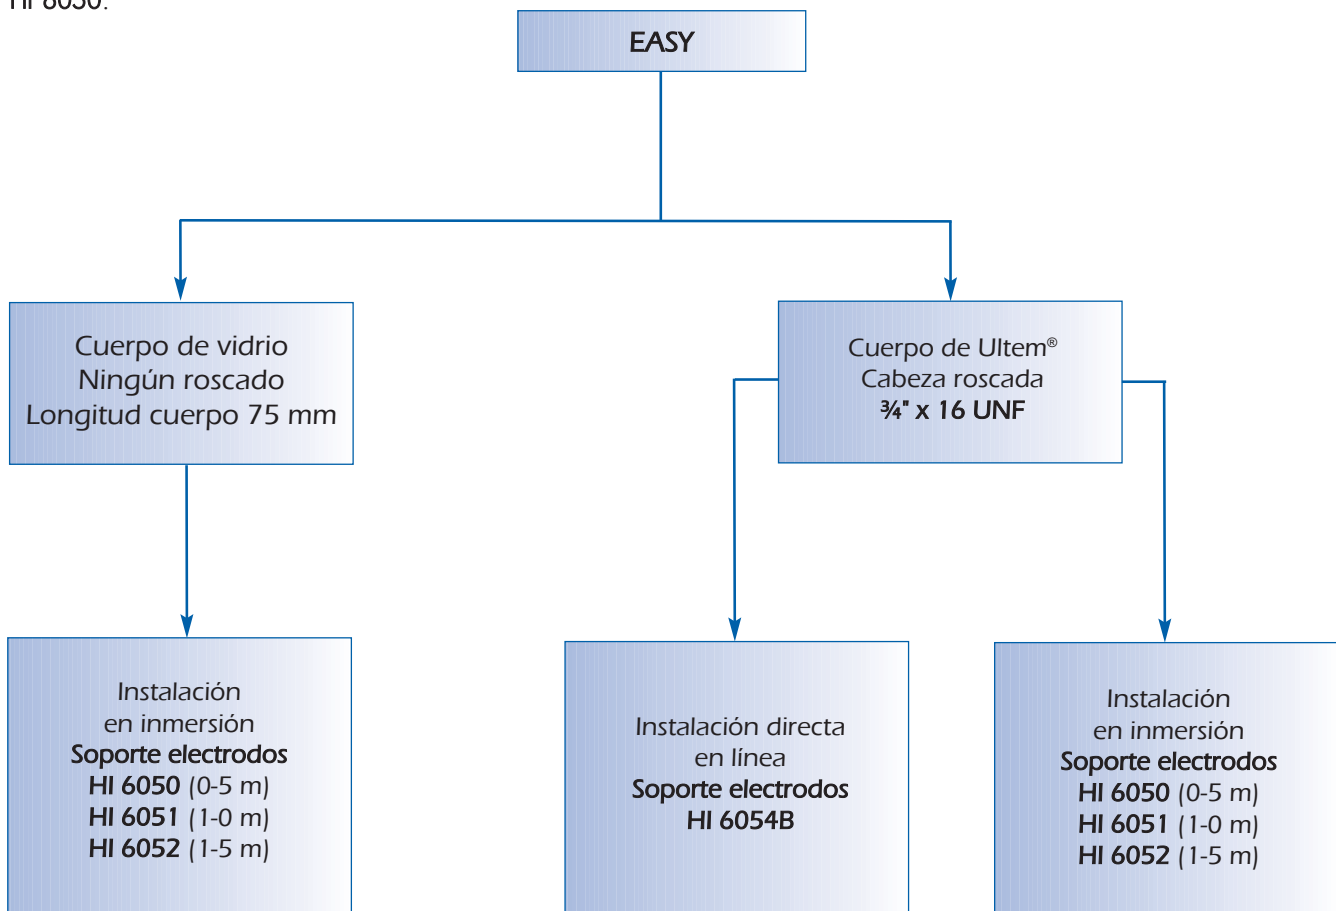 HI 6050.
EASY
Cuerpo de vidrio
Ningún roscado
Longitud cuerpo 75 mm
Cuerpo de Ultem®
Cabeza roscada
¾" x 16 UNF
Instalación
en inmersión
Soporte electrodos
HI 6050 (0-5 m)
HI 6051 (1-0 m)
HI 6052 (1-5 m)
Instalación directa
en línea
Soporte electrodos
HI 6054B
Instalación
en inmersión
Soporte electrodos
HI 6050 (0-5 m)
HI 6051 (1-0 m)
HI 6052 (1-5 m)